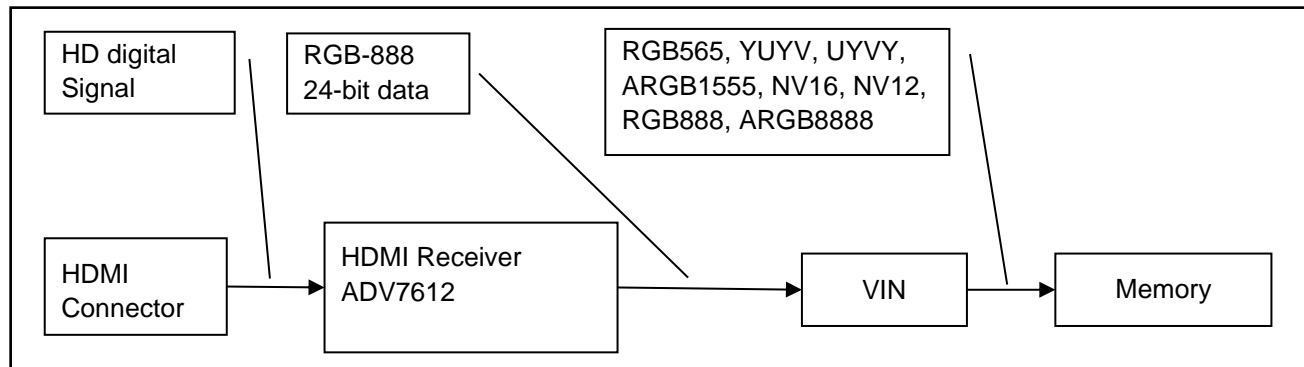 HD digital
Signal
RGB-888
24-bit data
RGB565, YUYV, UYVY,
ARGB1555, NV16, NV12,
RGB888, ARGB8888
HDMI
Connector
HDMI Receiver
ADV7612
VIN
Memory